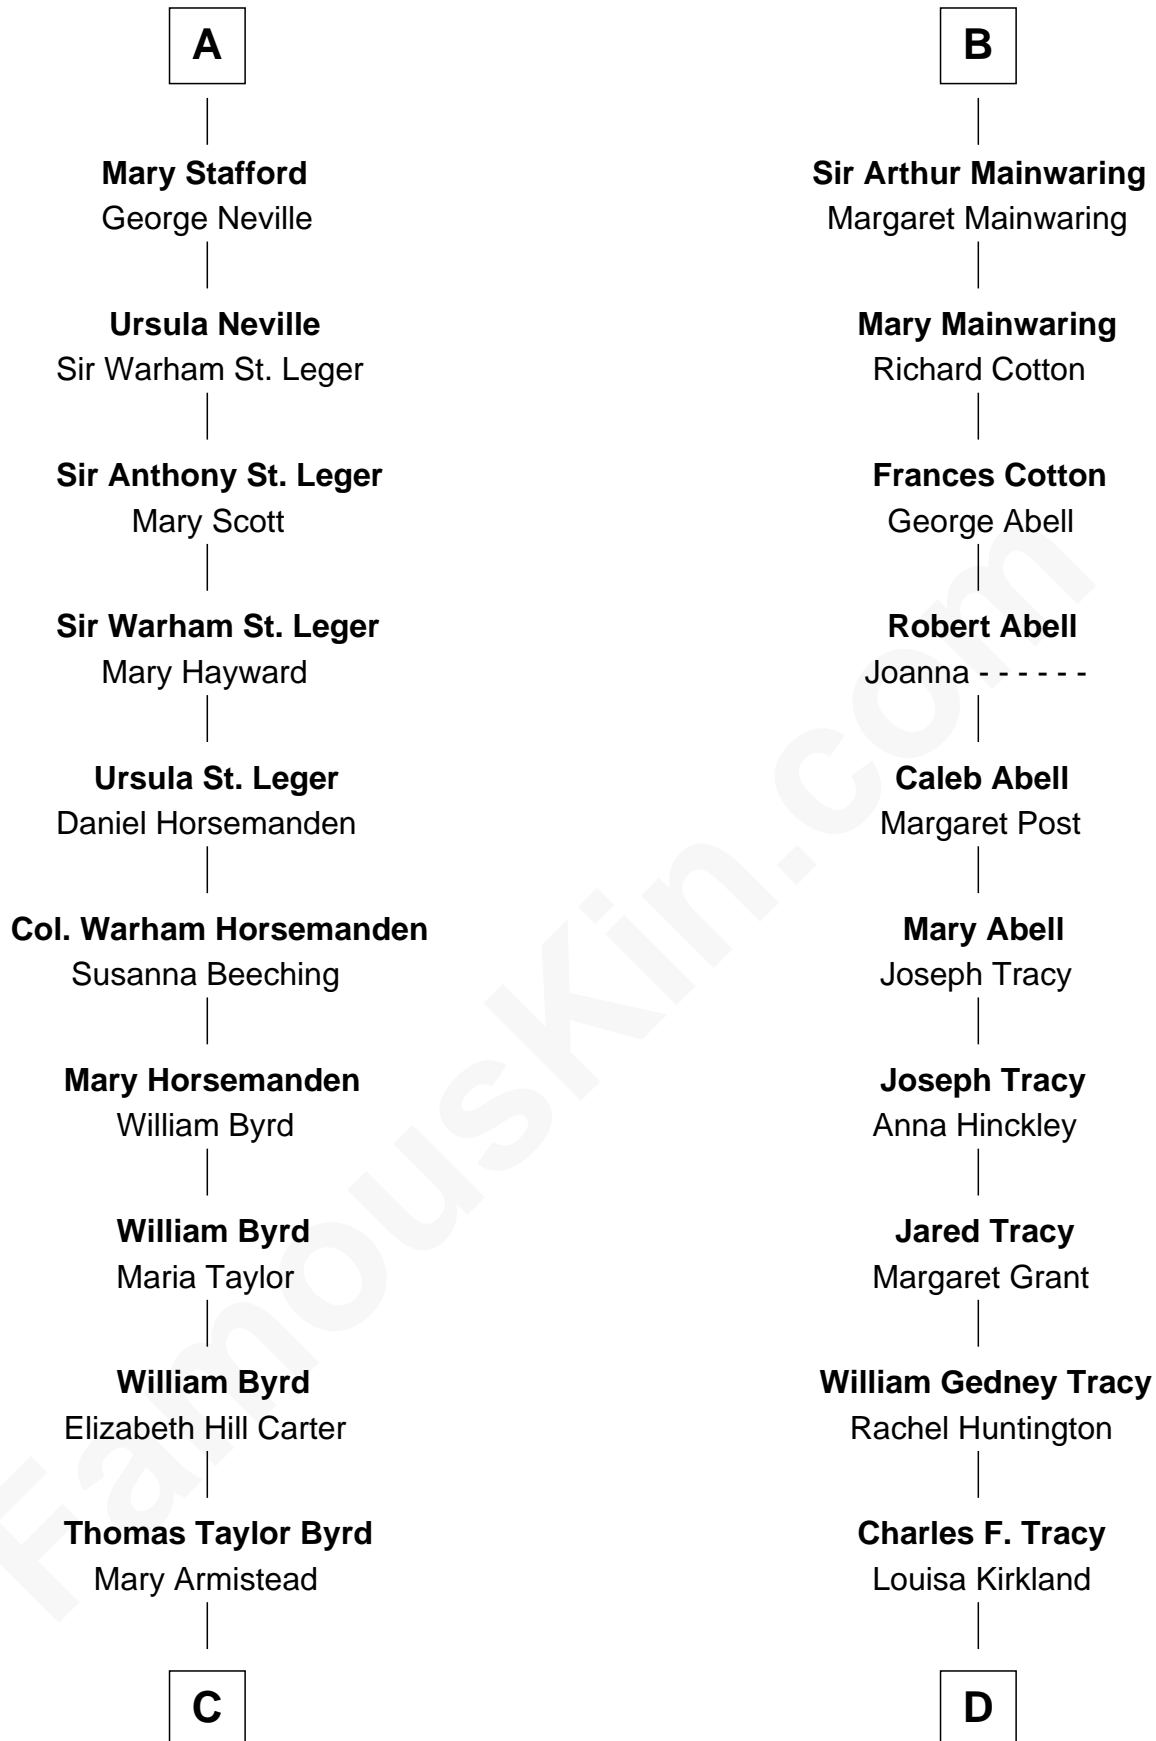 A
Mary Stafford
George Neville
Ursula Neville
Sir Warham St. Leger
Sir Anthony St. Leger
Mary Scott
Sir Warham St. Leger
Mary Hayward
Ursula St. Leger
Daniel Horsemanden
Col. Warham Horsemanden
Susanna Beeching
Mary Horsemanden
William Byrd
William Byrd
Maria Taylor
William Byrd
Elizabeth Hill Carter
Thomas Taylor Byrd
Mary Armistead
C
B
Sir Arthur Mainwaring
Margaret Mainwaring
Mary Mainwaring
Richard Cotton
Frances Cotton
George Abell
Robert Abell
Joanna - - - - - -
Caleb Abell
Margaret Post
Mary Abell
Joseph Tracy
Joseph Tracy
Anna Hinckley
Jared Tracy
Margaret Grant
William Gedney Tracy
Rachel Huntington
Charles F. Tracy
Louisa Kirkland
D
FamousKin.com